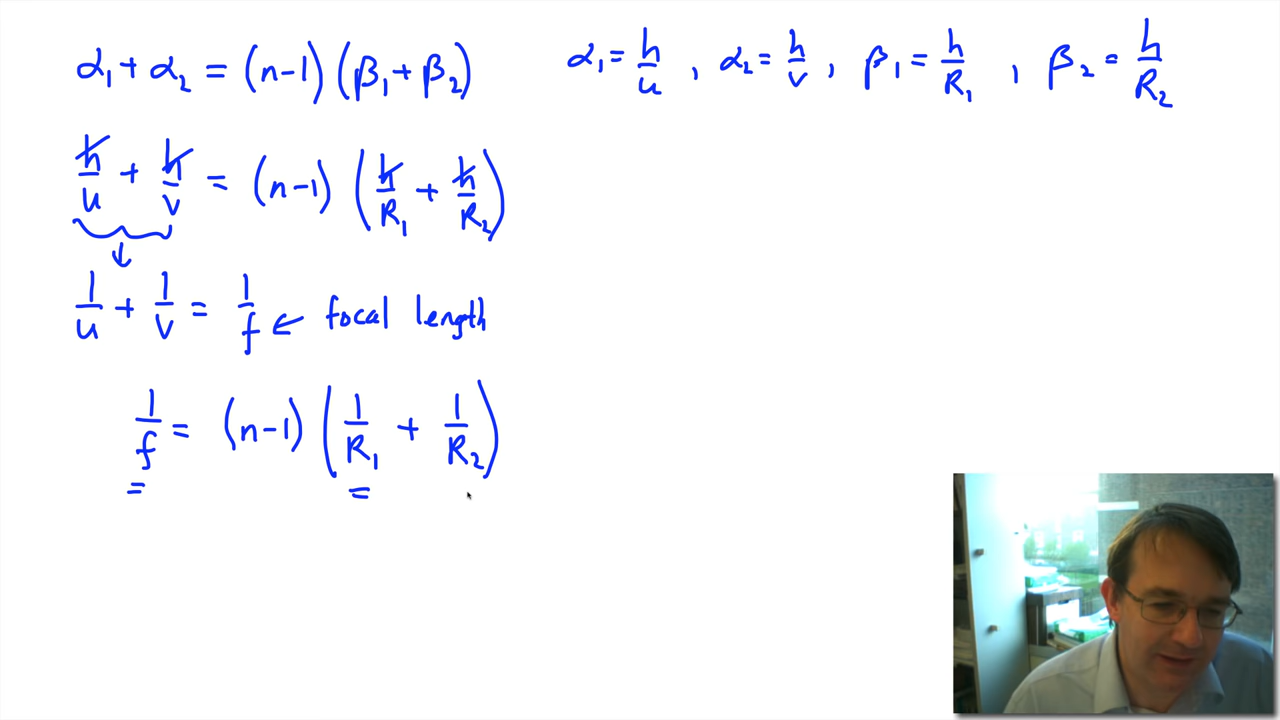 α₁ + α₂ = (n-1) (β₁ + β₂)
α₁ = h/u , α₂ = h/v , β₁ = h/R₁ , β₂ = h/R₂
h/u + h/v = (n-1) (h/R₁ + h/R₂)
↓
1/u + 1/v = 1/f ← focal length
1/f = (n-1) (1/R₁ + 1/R₂)